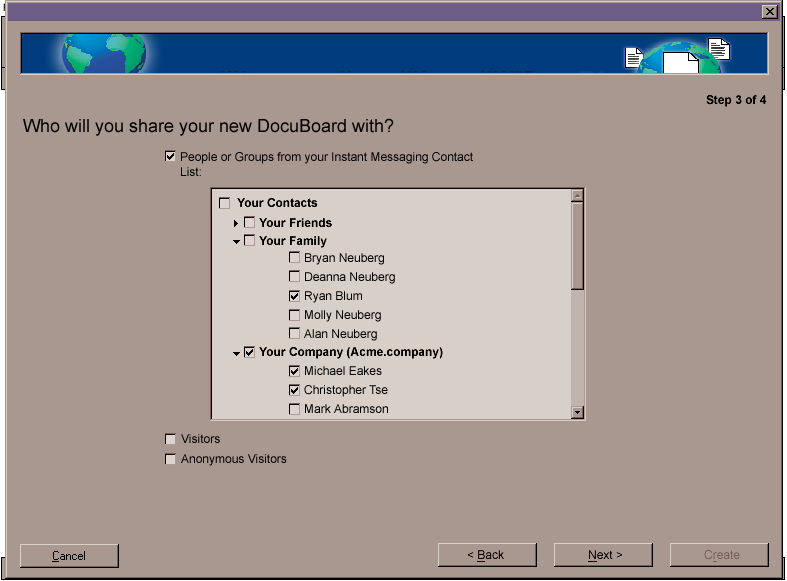 Step 3 of 4
Who will you share your new DocuBoard with?
People or Groups from your Instant Messaging Contact
List:
Your Contacts
Your Friends
Your Family
Bryan Neuberg
Deanna Neuberg
Ryan Blum
Molly Neuberg
Alan Neuberg
Your Company (Acme.company)
Michael Eakes
Christopher Tse
Mark Abramson
Visitors
Anonymous Visitors
Cancel
< Back
Next >
Create